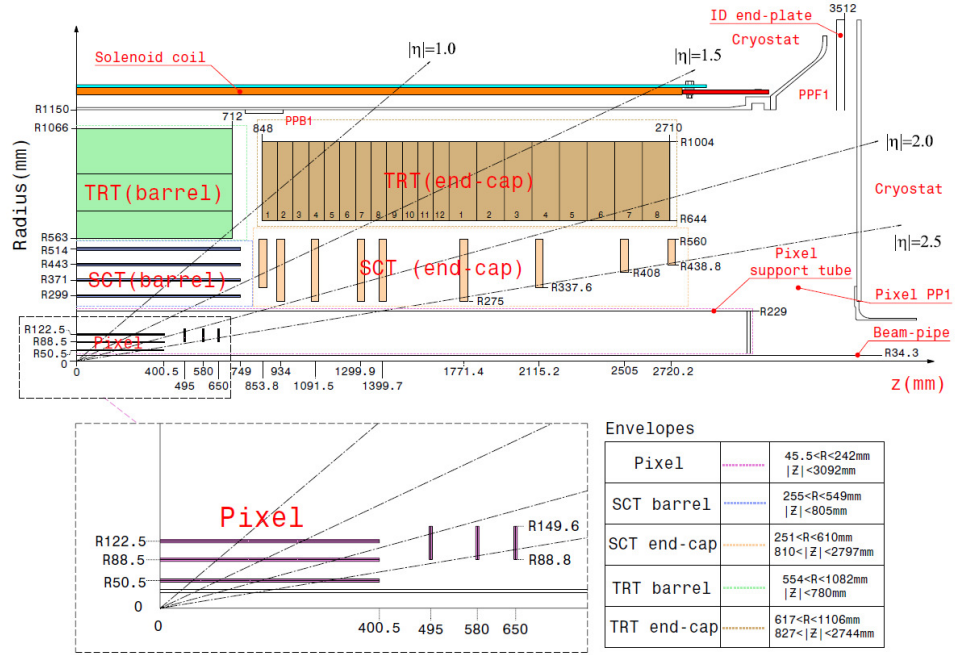 3512
ID end-plate
Cryostat
|η|=1.0
|η|=1.5
Solenoid coil
PPF1
R1150
712
PPB1
R1066
848
2710
R1004
|η|=2.0
Radius(mm)
TRT(barrel)
TRT(end-cap)
Cryostat
1 2 3 4 5 6 7 8 9 10 11 12 1 2 3 4 5 6 7 8
R644
|η|=2.5
R563
R514
R443
R371
R299
SCT(barrel)
SCT (end-cap)
R560
R438.8
R408
R337.6
R275
Pixel
support tube
Pixel PP1
R229
R122.5
R88.5
R50.5
0
Pixel
Beam-pipe
R34.3
0
400.5
495
580
650
749
853.8
934
1091.5
1299.9
1399.7
1771.4
2115.2
2505
2720.2
z(mm)
Pixel
R122.5
R88.5
R50.5
0
R149.6
R88.8
0
400.5
495
580
650
Envelopes
Pixel
45.5<R<242mm
|Z|<3092mm
SCT barrel
255<R<549mm
|Z|<805mm
SCT end-cap
251<R<610mm
810<|Z|<2797mm
TRT barrel
554<R<1082mm
|Z|<780mm
TRT end-cap
617<R<1106mm
827<|Z|<2744mm